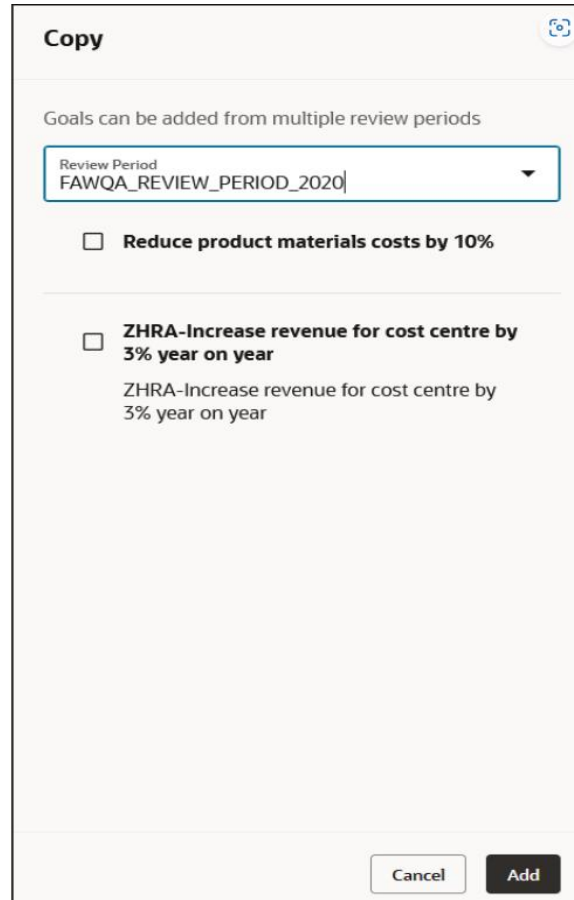 Copy
Goals can be added from multiple review periods
Review Period
FAWQA_REVIEW_PERIOD_2020
Reduce product materials costs by 10%
ZHRA-Increase revenue for cost centre by
3% year on year
ZHRA-Increase revenue for cost centre by
3% year on year
Cancel
Add